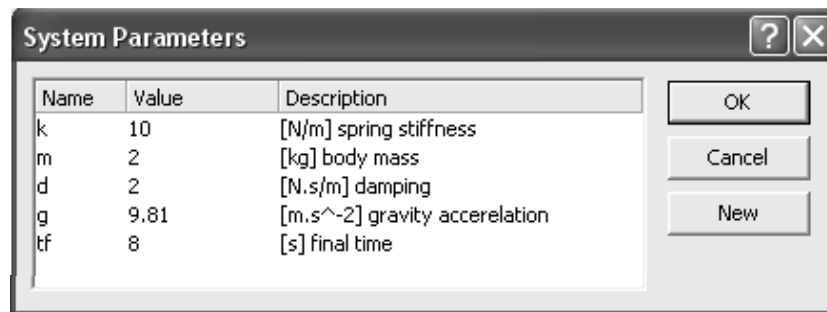 System Parameters
Name Value Description
k 10 [N/m] spring stiffness
m 2 [kg] body mass
d 2 [N.s/m] damping
g 9.81 [m.s^-2] gravity accerelation
tf 8 [s] final time
OK
Cancel
New